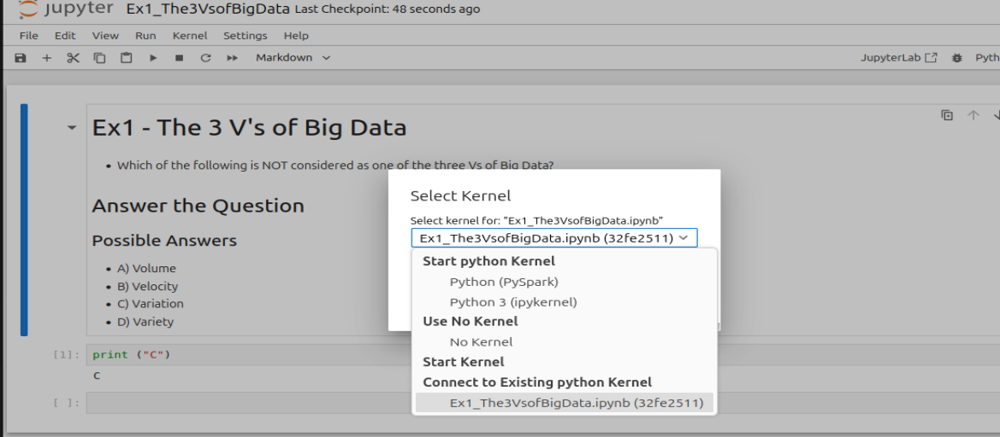 jupyter Ex1_The3VsofBigData Last Checkpoint: 48 seconds ago
File Edit View Run Kernel Settings Help
Markdown JupyterLab Pyth
Ex1 - The 3 V's of Big Data
• Which of the following is NOT considered as one of the three Vs of Big Data?
Answer the Question
Possible Answers
• A) Volume
• B) Velocity
• C) Variation
• D) Variety
[1]: print ("C")
C
[ ]:
Select Kernel
Select kernel for: "Ex1_The3VsofBigData.ipynb"
Ex1_The3VsofBigData.ipynb (32fe2511)
Start python Kernel
Python (PySpark)
Python 3 (ipykernel)
Use No Kernel
No Kernel
Start Kernel
Connect to Existing python Kernel
Ex1_The3VsofBigData.ipynb (32fe2511)